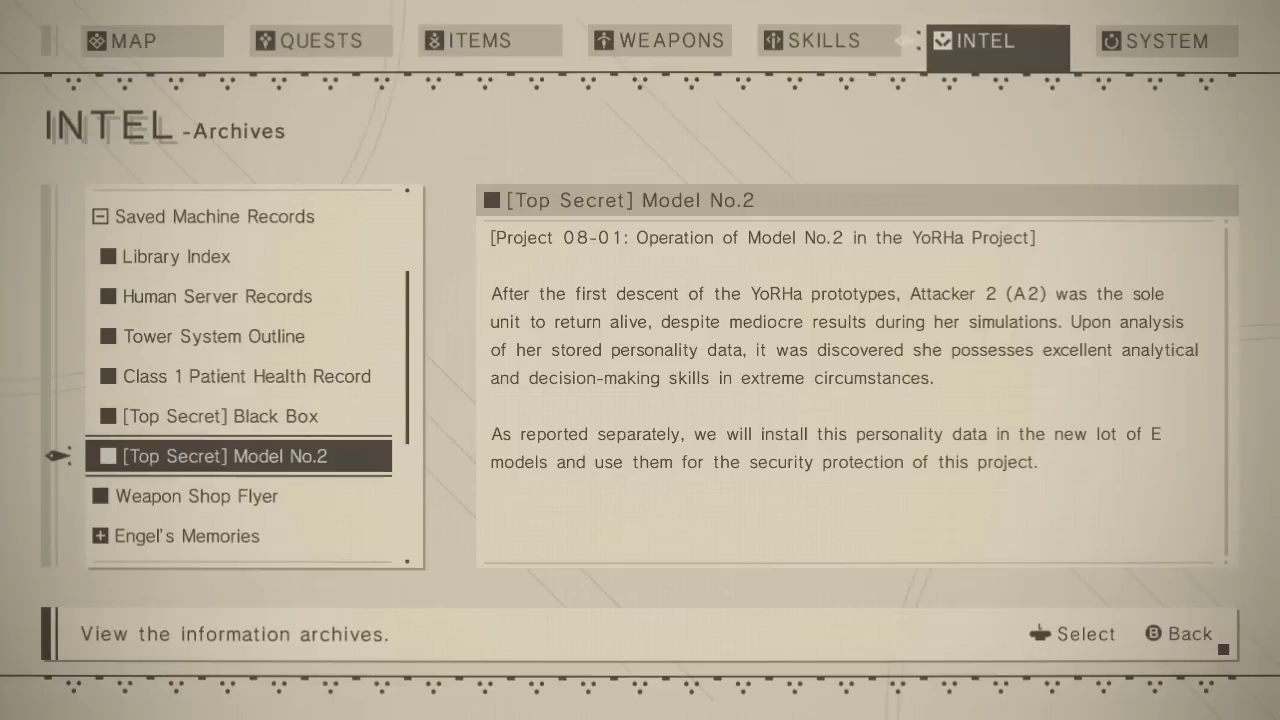 MAP
QUESTS
ITEMS
WEAPONS
SKILLS
INTEL
SYSTEM
INTEL -Archives
Saved Machine Records
Library Index
Human Server Records
Tower System Outline
Class 1 Patient Health Record
[Top Secret] Black Box
[Top Secret] Model No.2
Weapon Shop Flyer
Engel's Memories
[Top Secret] Model No.2
[Project 08-01: Operation of Model No.2 in the YoRHa Project]
After the first descent of the YoRHa prototypes, Attacker 2 (A2) was the sole
unit to return alive, despite mediocre results during her simulations. Upon analysis
of her stored personality data, it was discovered she possesses excellent analytical
and decision-making skills in extreme circumstances.
As reported separately, we will install this personality data in the new lot of E
models and use them for the security protection of this project.
View the information archives.
Select
B Back